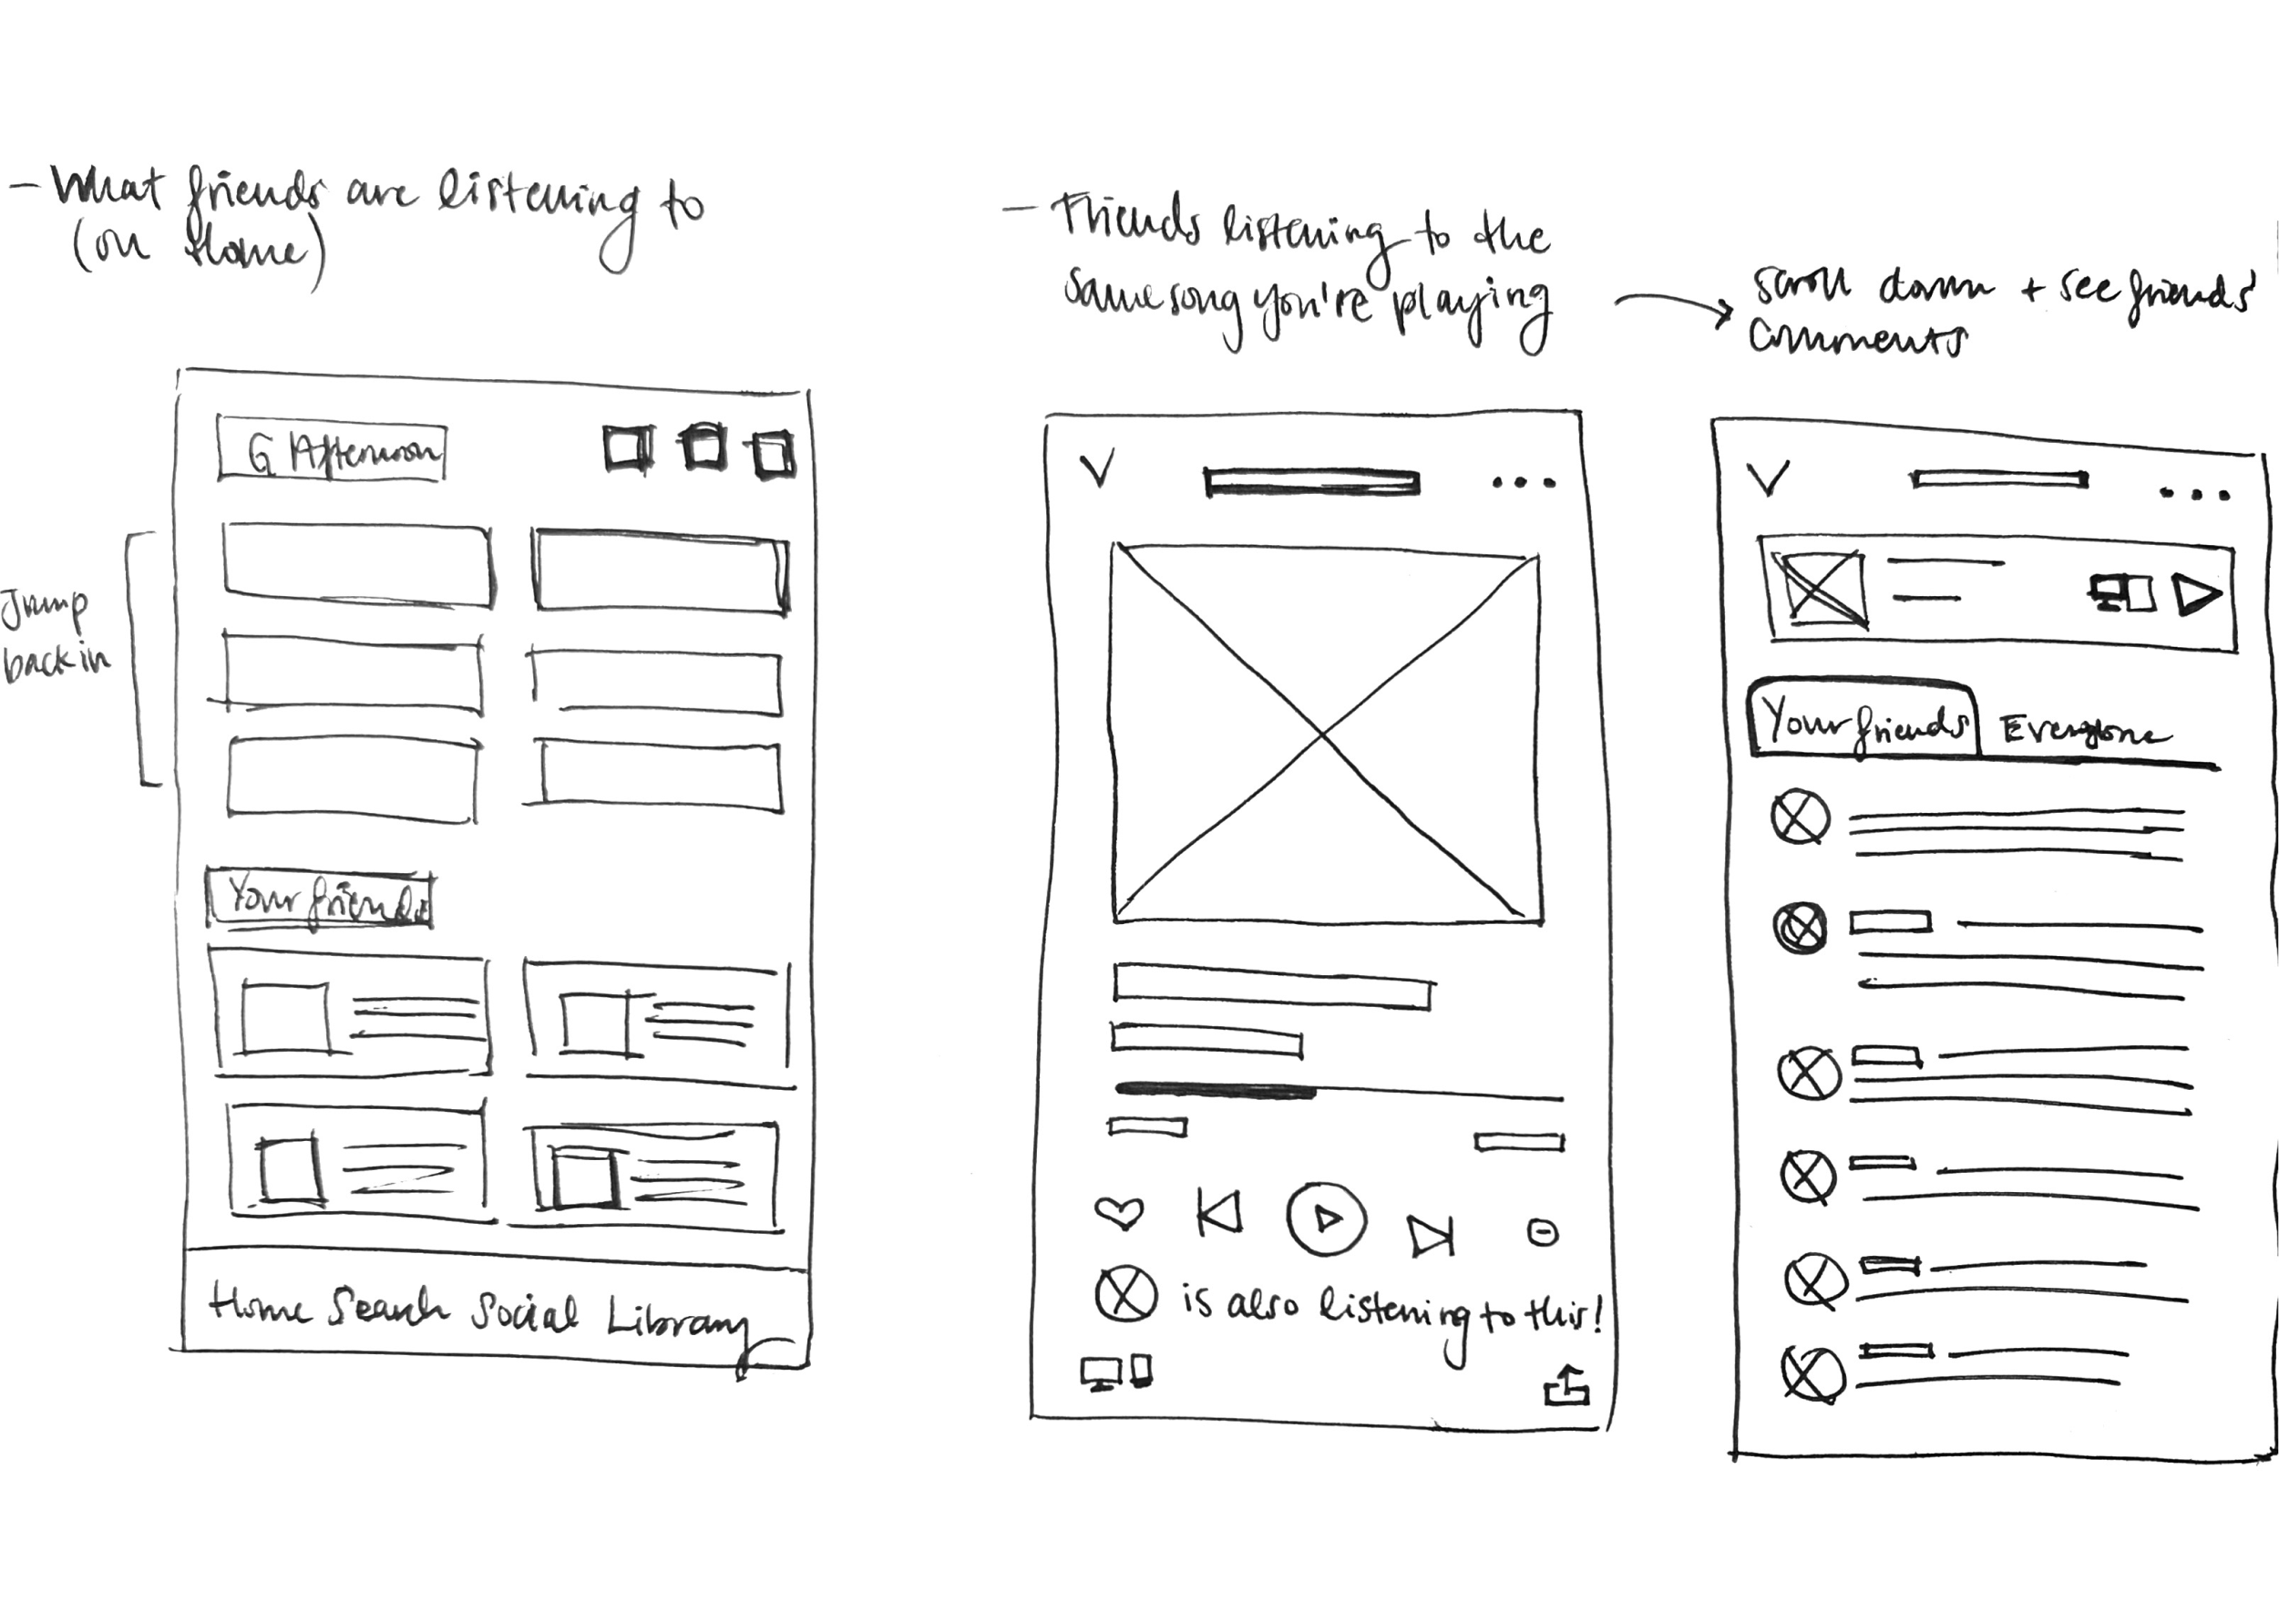 - What friends are listening to
(on Home)
- Friends listening to the
same song you're playing
scroll down + see friends'
comments
G Afternoon
Jump
back in
Your friends
Home Search Social Library
is also listening to this!
Your friends Everyone